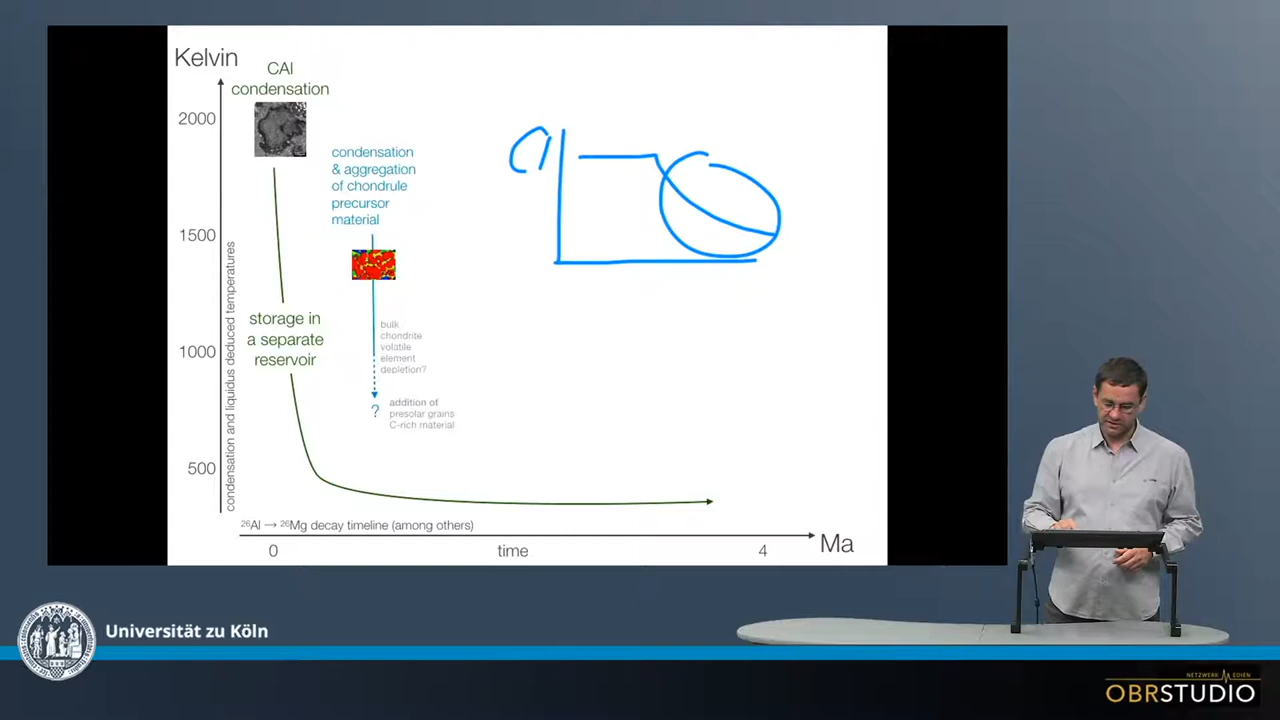 Kelvin
CAI
condensation
2000
condensation
& aggregation
of chondrule
precursor
material
CI
1500
condensation and liquidus deduced temperatures
storage in
a separate
reservoir
bulk
chondrite
volatile
element
depletion?
1000
?
addition of
presolar grains
C-rich material
500
²⁶Al → ²⁶Mg decay timeline (among others)
0
time
4
Ma
Universität zu Köln
NETZWERK MEDIEN
OBRSTUDIO